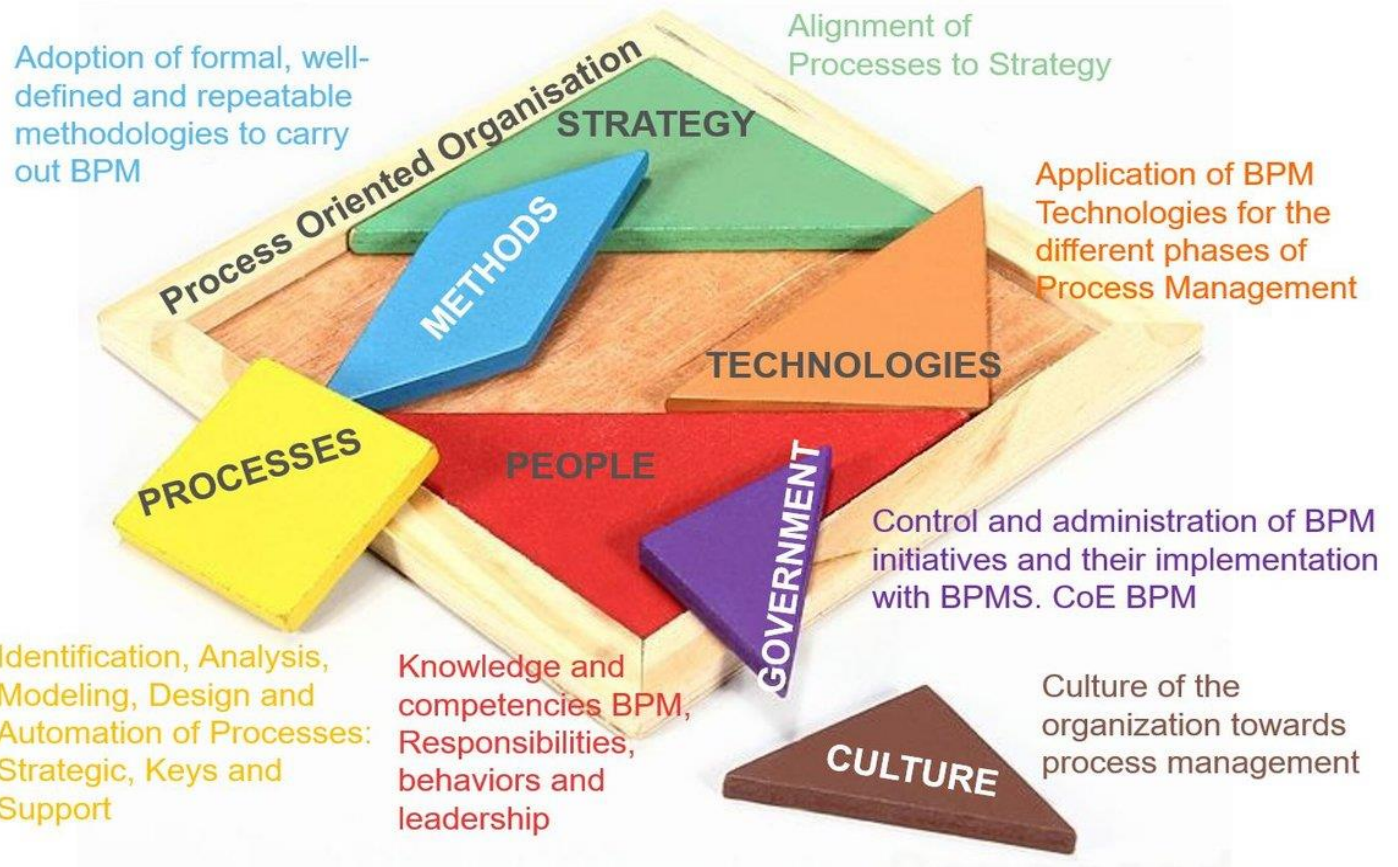 Adoption of formal, well-
defined and repeatable
methodologies to carry
out BPM
Process Oriented Organisation
Alignment of
Processes to Strategy
STRATEGY
METHODS
Application of BPM
Technologies for the
different phases of
Process Management
TECHNOLOGIES
PROCESSES
PEOPLE
GOVERNMENT
Control and administration of BPM
initiatives and their implementation
with BPMS. CoE BPM
Identification, Analysis,
Modeling, Design and
Automation of Processes:
Strategic, Keys and
Support
Knowledge and
competencies BPM,
Responsibilities,
behaviors and
leadership
CULTURE
Culture of the
organization towards
process management